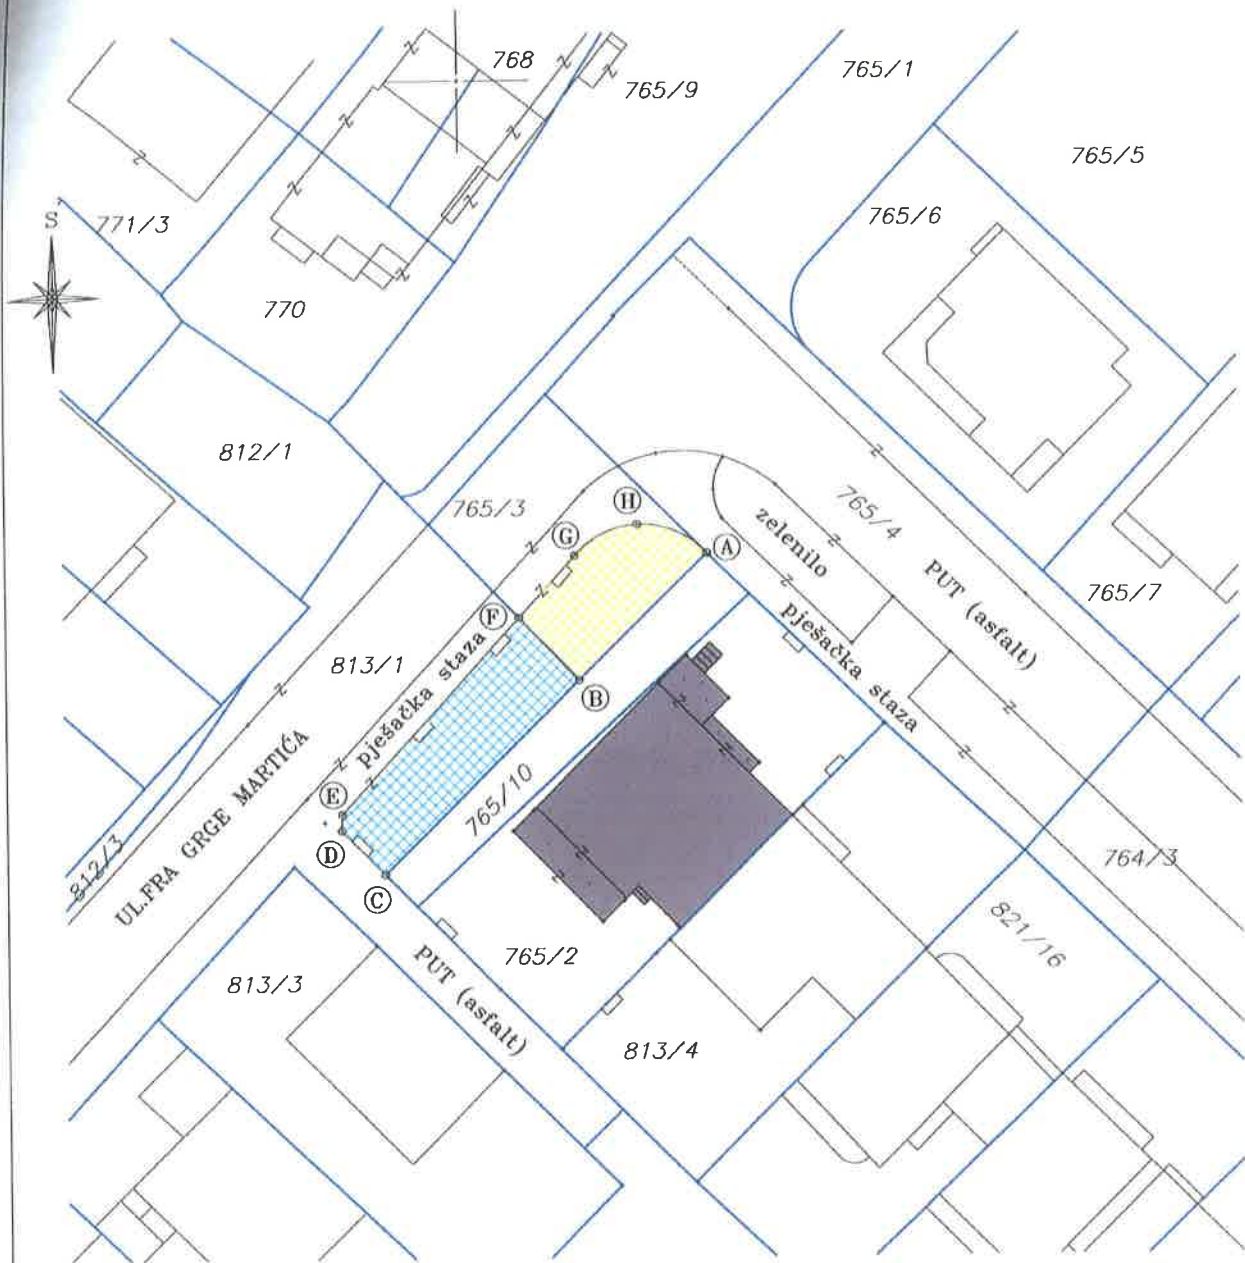 768
765/9
765/1
765/5
765/6
S
771/3
770
812/1
765/3
765/4
H
G
A
zelenilo
PUT (asfalt)
765/7
F
pješačka staza
pješačka staza
813/1
B
765/10
E
D
C
UL.FRA GRGE MARTIĆA
812/3
764/3
821/16
765/2
PUT (asfalt)
813/3
813/4